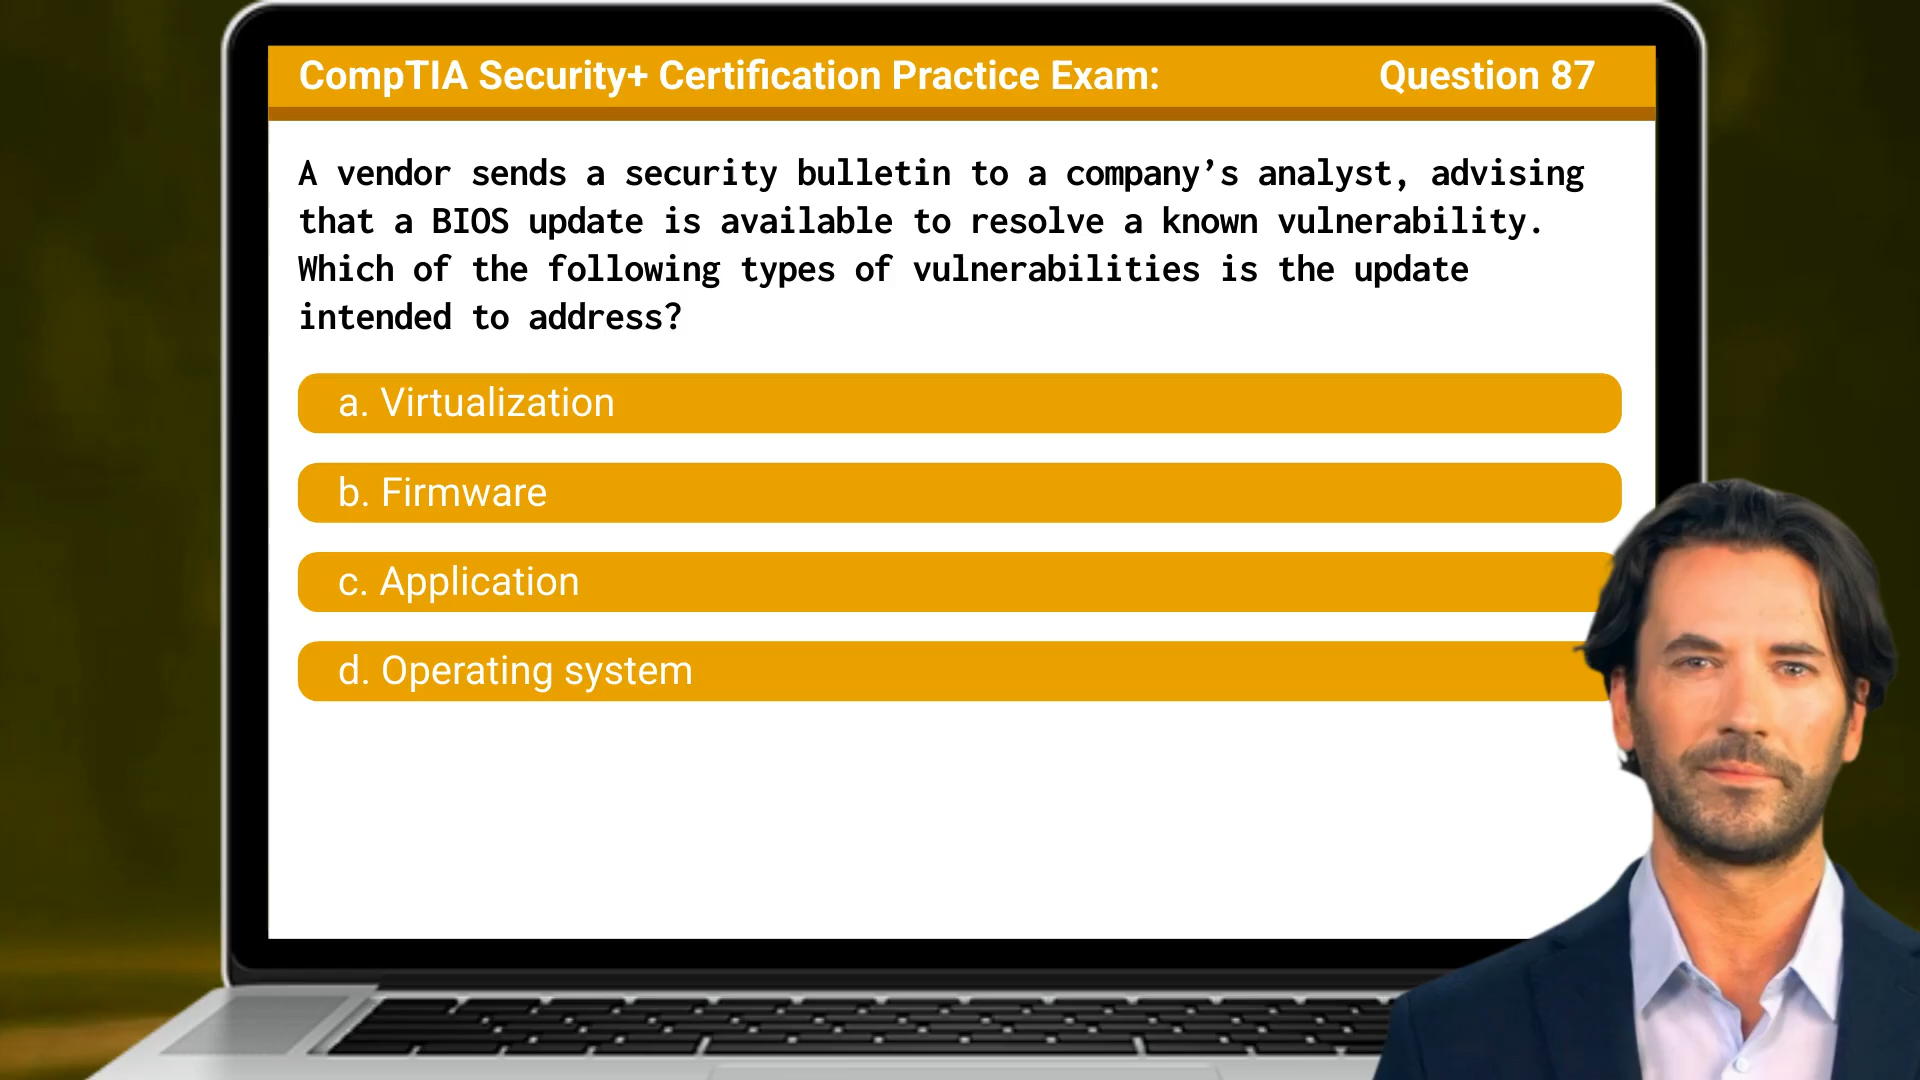 CompTIA Security+ Certification Practice Exam:
Question 87
A vendor sends a security bulletin to a company’s analyst, advising
that a BIOS update is available to resolve a known vulnerability.
Which of the following types of vulnerabilities is the update
intended to address?
a. Virtualization
b. Firmware
c. Application
d. Operating system